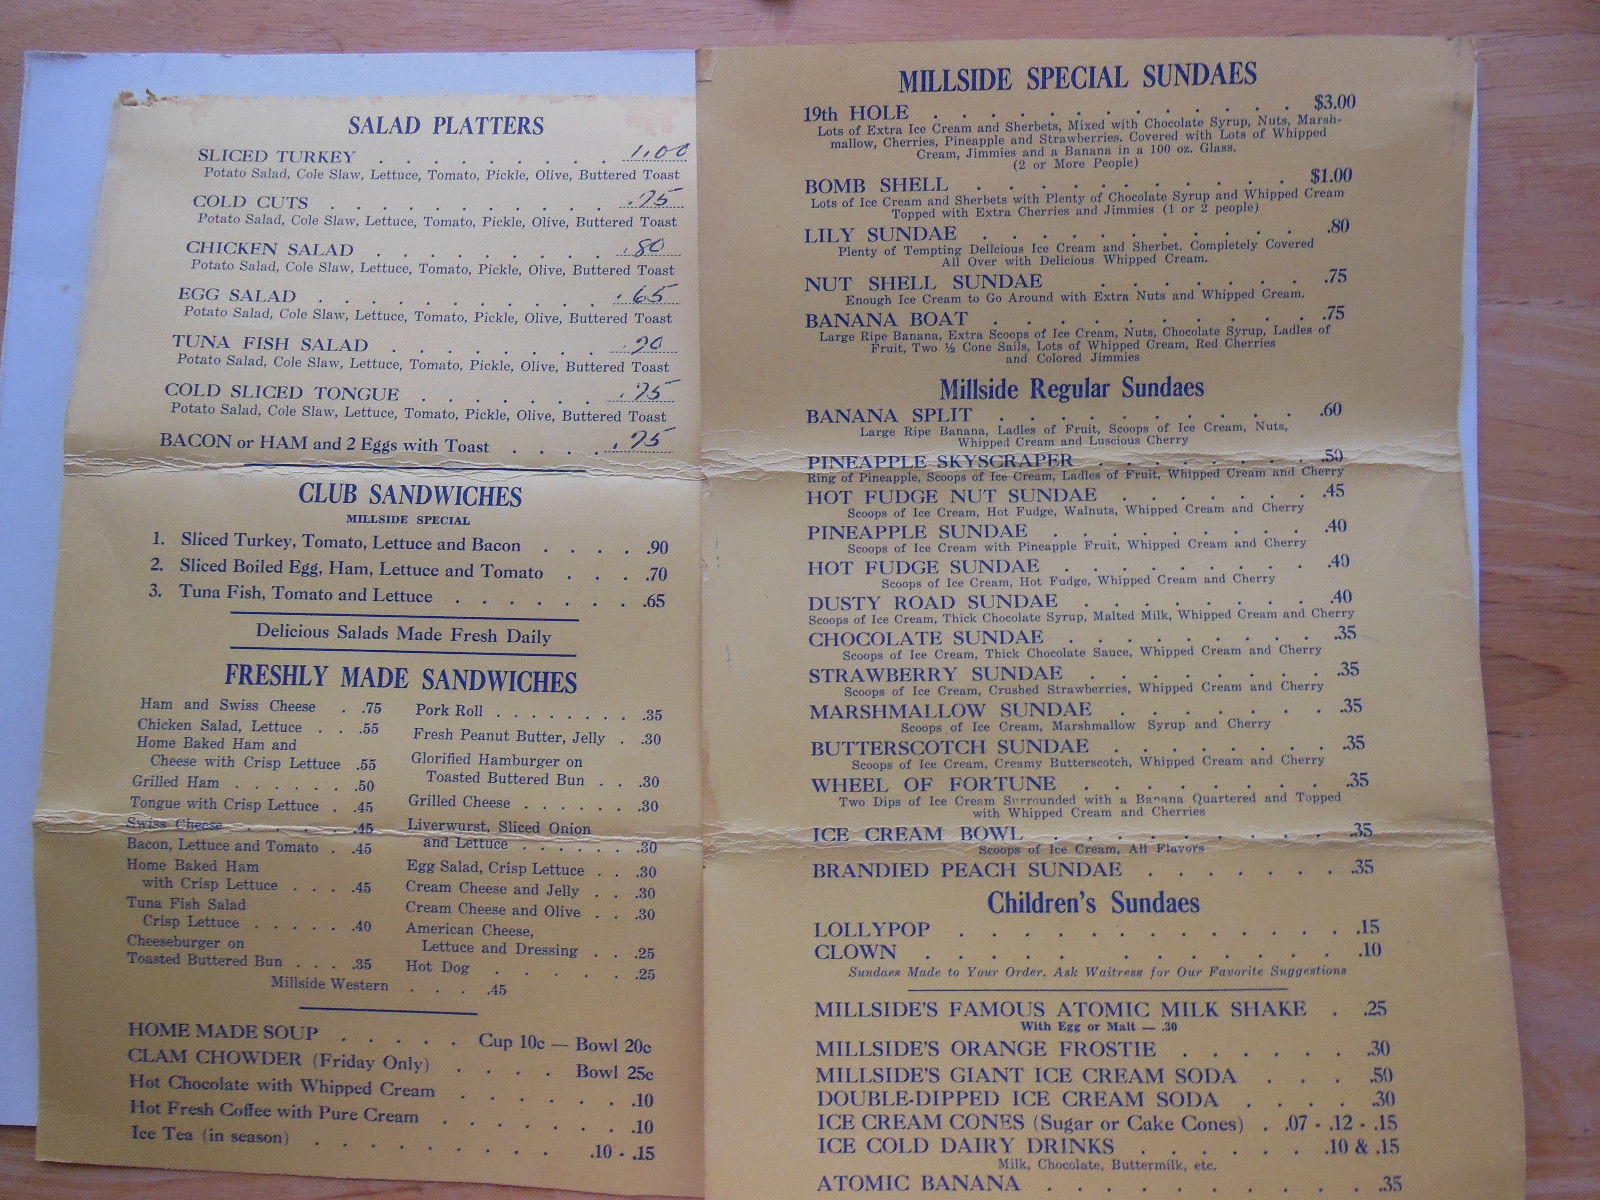 SALAD PLATTERS
SLICED TURKEY . . . . . . . . . 1.00
Potato Salad, Cole Slaw, Lettuce, Tomato, Pickle, Olive, Buttered Toast
COLD CUTS . . . . . . . . . . . .75
Potato Salad, Cole Slaw, Lettuce, Tomato, Pickle, Olive, Buttered Toast
CHICKEN SALAD . . . . . . . . . .80
Potato Salad, Cole Slaw, Lettuce, Tomato, Pickle, Olive, Buttered Toast
EGG SALAD . . . . . . . . . . . .65
Potato Salad, Cole Slaw, Lettuce, Tomato, Pickle, Olive, Buttered Toast
TUNA FISH SALAD . . . . . . . .
Potato Salad, Cole Slaw, Lettuce, Tomato, Pickle, Olive, Buttered Toast
COLD SLICED TONGUE . . . . . . . .75
Potato Salad, Cole Slaw, Lettuce, Tomato, Pickle, Olive, Buttered Toast
BACON or HAM and 2 Eggs with Toast . . . . .75
CLUB SANDWICHES
MILLSIDE SPECIAL
1. Sliced Turkey, Tomato, Lettuce and Bacon . . . . .90
2. Sliced Boiled Egg, Ham, Lettuce and Tomato . . . .70
3. Tuna Fish, Tomato and Lettuce . . . . . . . .65
Delicious Salads Made Fresh Daily
FRESHLY MADE SANDWICHES
Ham and Swiss Cheese . .75
Chicken Salad, Lettuce . . .55
Home Baked Ham and
Cheese with Crisp Lettuce .55
Grilled Ham . . . . . . .50
Tongue with Crisp Lettuce . .45
Swiss Cheese . . . . . . .45
Bacon, Lettuce and Tomato . .45
Home Baked Ham
with Crisp Lettuce . . . .45
Tuna Fish Salad
Crisp Lettuce . . . . . .40
Cheeseburger on
Toasted Buttered Bun . . . .35
Pork Roll . . . . . . . . .35
Fresh Peanut Butter, Jelly . .30
Glorified Hamburger on
Toasted Buttered Bun . . .30
Grilled Cheese . . . . . . .30
Liverwurst, Sliced Onion
and Lettuce . . . . . . .30
Egg Salad, Crisp Lettuce . . .30
Cream Cheese and Jelly . . .30
Cream Cheese and Olive . . .30
American Cheese,
Lettuce and Dressing . . .25
Hot Dog . . . . . . .25
Millside Western . . . .45
HOME MADE SOUP . . . . . Cup 10c — Bowl 20c
CLAM CHOWDER (Friday Only) . . . . Bowl 25c
Hot Chocolate with Whipped Cream . . . . . . .10
Hot Fresh Coffee with Pure Cream . . . . . . . .10
Ice Tea (in season) . . . . . . . . . .10 - .15
MILLSIDE SPECIAL SUNDAES
19th HOLE . . . . . . . . . . $3.00
Lots of Extra Ice Cream and Sherbets, Mixed with Chocolate Syrup, Nuts, Marsh-
mallow, Cherries, Pineapple and Strawberries. Covered with Lots of Whipped
Cream, Jimmies and a Banana in a 100 oz. Glass.
(2 or More People)
BOMB SHELL . . . . . . . . . . . $1.00
Lots of Ice Cream and Sherbets with Plenty of Chocolate Syrup and Whipped Cream
Topped with Extra Cherries and Jimmies (1 or 2 people)
LILY SUNDAE . . . . . . . . . . . .80
Plenty of Tempting Delicious Ice Cream and Sherbet. Completely Covered
All Over with Delicious Whipped Cream.
NUT SHELL SUNDAE . . . . . . . .75
Enough Ice Cream to Go Around with Extra Nuts and Whipped Cream.
BANANA BOAT . . . . . . . . . . . .75
Large Ripe Banana, Extra Scoops of Ice Cream, Nuts, Chocolate Syrup, Ladles of
Fruit, Two ½ Cone Sails, Lots of Whipped Cream, Red Cherries
and Colored Jimmies
Millside Regular Sundaes
BANANA SPLIT . . . . . . . . . . .60
Large Ripe Banana, Ladles of Fruit, Scoops of Ice Cream, Nuts,
Whipped Cream and Luscious Cherry
PINEAPPLE SKYSCRAPER . . . . . . . .50
Ring of Pineapple, Scoops of Ice Cream, Ladles of Fruit, Whipped Cream and Cherry
HOT FUDGE NUT SUNDAE . . . . . . . .45
Scoops of Ice Cream, Hot Fudge, Walnuts, Whipped Cream and Cherry
PINEAPPLE SUNDAE . . . . . . . . .40
Scoops of Ice Cream with Pineapple Fruit, Whipped Cream and Cherry
HOT FUDGE SUNDAE . . . . . . . . .40
Scoops of Ice Cream, Hot Fudge, Whipped Cream and Cherry
DUSTY ROAD SUNDAE . . . . . . . . .40
Scoops of Ice Cream, Thick Chocolate Syrup, Malted Milk, Whipped Cream and Cherry
CHOCOLATE SUNDAE . . . . . . . . . .35
Scoops of Ice Cream, Thick Chocolate Sauce, Whipped Cream and Cherry
STRAWBERRY SUNDAE . . . . . . . . .35
Scoops of Ice Cream, Crushed Strawberries, Whipped Cream and Cherry
MARSHMALLOW SUNDAE . . . . . . . .35
Scoops of Ice Cream, Marshmallow Syrup and Cherry
BUTTERSCOTCH SUNDAE . . . . . . . .35
Scoops of Ice Cream, Creamy Butterscotch, Whipped Cream and Cherry
WHEEL OF FORTUNE . . . . . . . . . .35
Two Dips of Ice Cream Surrounded with a Banana Quartered and Topped
with Whipped Cream and Cherries
ICE CREAM BOWL . . . . . . . . . .35
Scoops of Ice Cream, All Flavors
BRANDIED PEACH SUNDAE . . . . . . . .35
Children's Sundaes
LOLLYPOP . . . . . . . . . . . . . .15
CLOWN . . . . . . . . . . . . . .10
Sundaes Made to Your Order. Ask Waitress for Our Favorite Suggestions
MILLSIDE'S FAMOUS ATOMIC MILK SHAKE . .25
With Egg or Malt — .30
MILLSIDE'S ORANGE FROSTIE . . . . . . .30
MILLSIDE'S GIANT ICE CREAM SODA . . . .50
DOUBLE-DIPPED ICE CREAM SODA . . . . .30
ICE CREAM CONES (Sugar or Cake Cones) . .07 - .12 - .15
ICE COLD DAIRY DRINKS . . . . . . .10 & .15
Milk, Chocolate, Buttermilk, etc.
ATOMIC BANANA . . . . . . . . . . .35